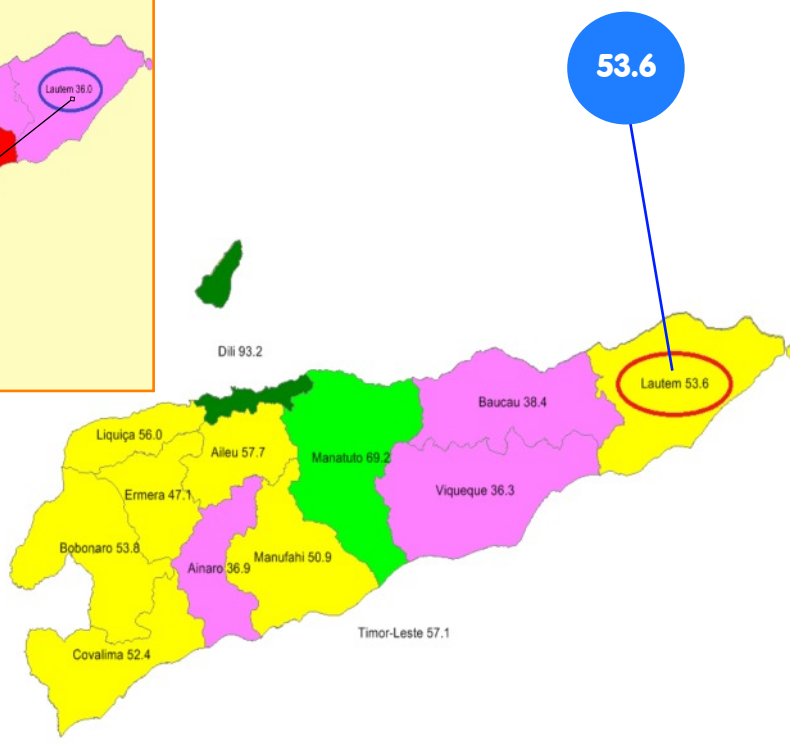 53.6
Lautem 36.0
Dili 93.2
Lautem 53.6
Baucau 38.4
Liquiça 56.0
Aileu 57.7
Manatuto 69.2
Viqueque 36.3
Ermera 47.1
Bobonaro 53.8
Manufahi 50.9
Ainaro 36.9
Timor-Leste 57.1
Covalima 52.4